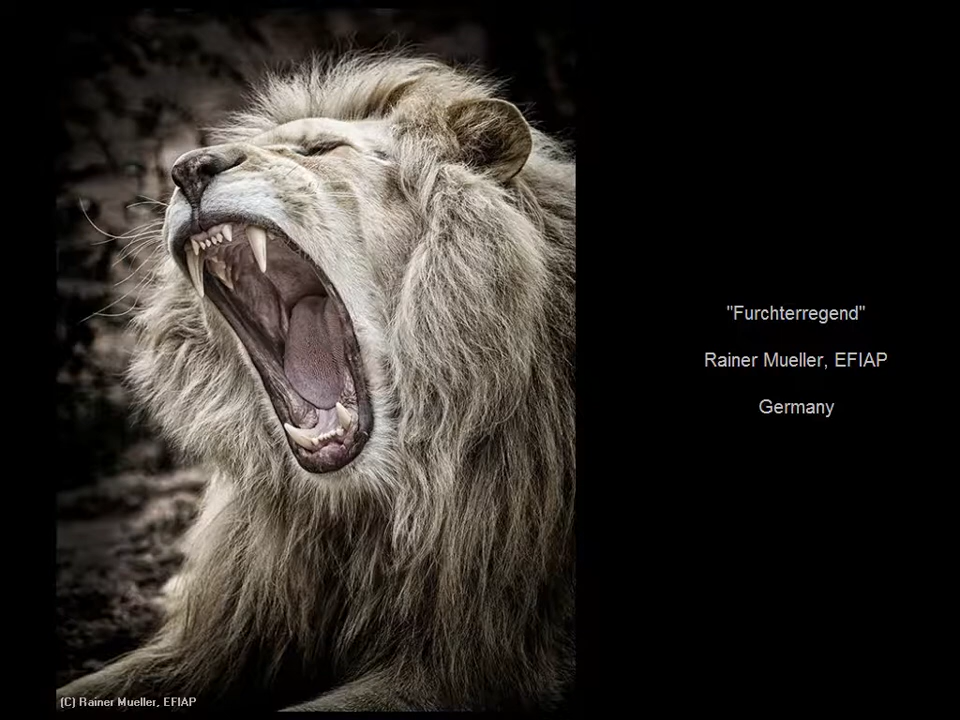 "Furchterregend"
Rainer Mueller, EFIAP
Germany
(C) Rainer Mueller, EFIAP